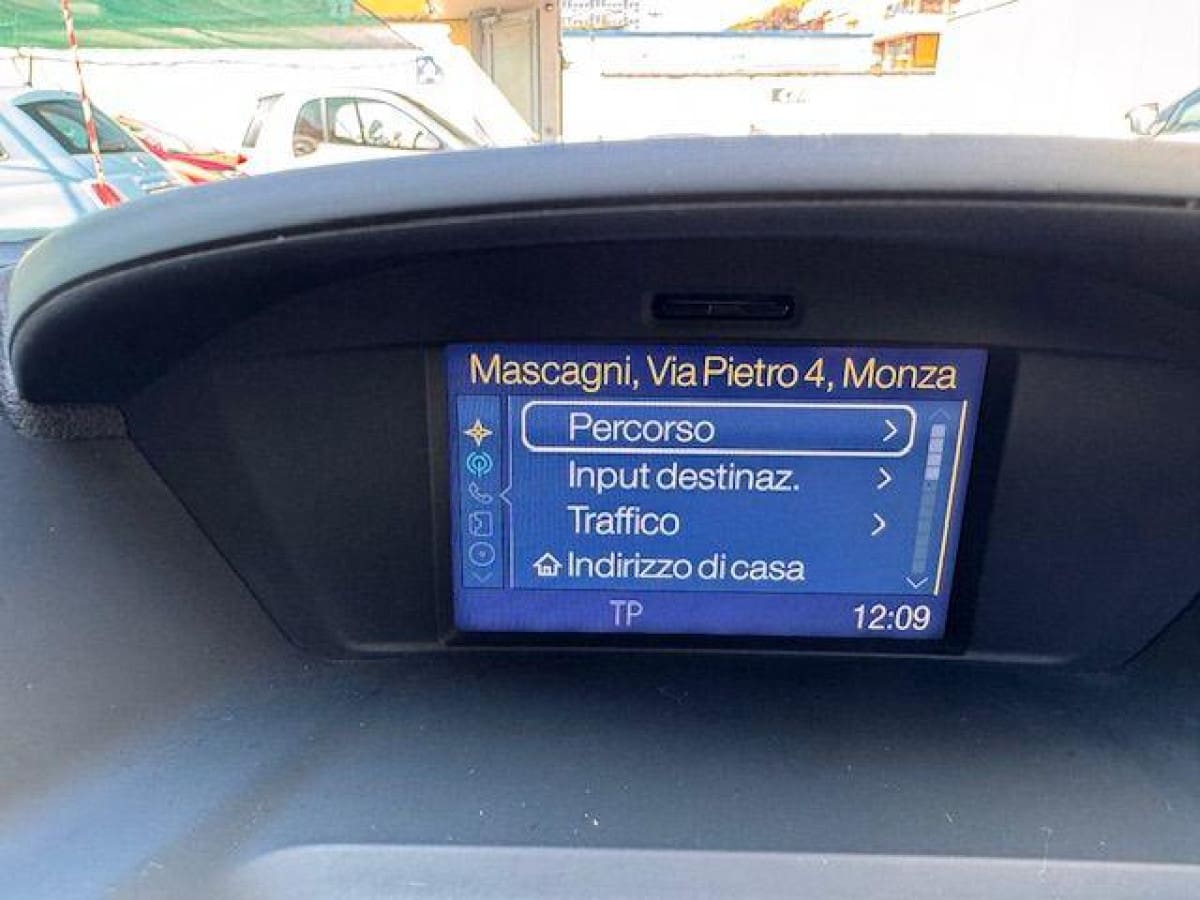 Mascagni, Via Pietro 4, Monza
Percorso
Input destinaz.
Traffico
Indirizzo di casa
TP
12:09